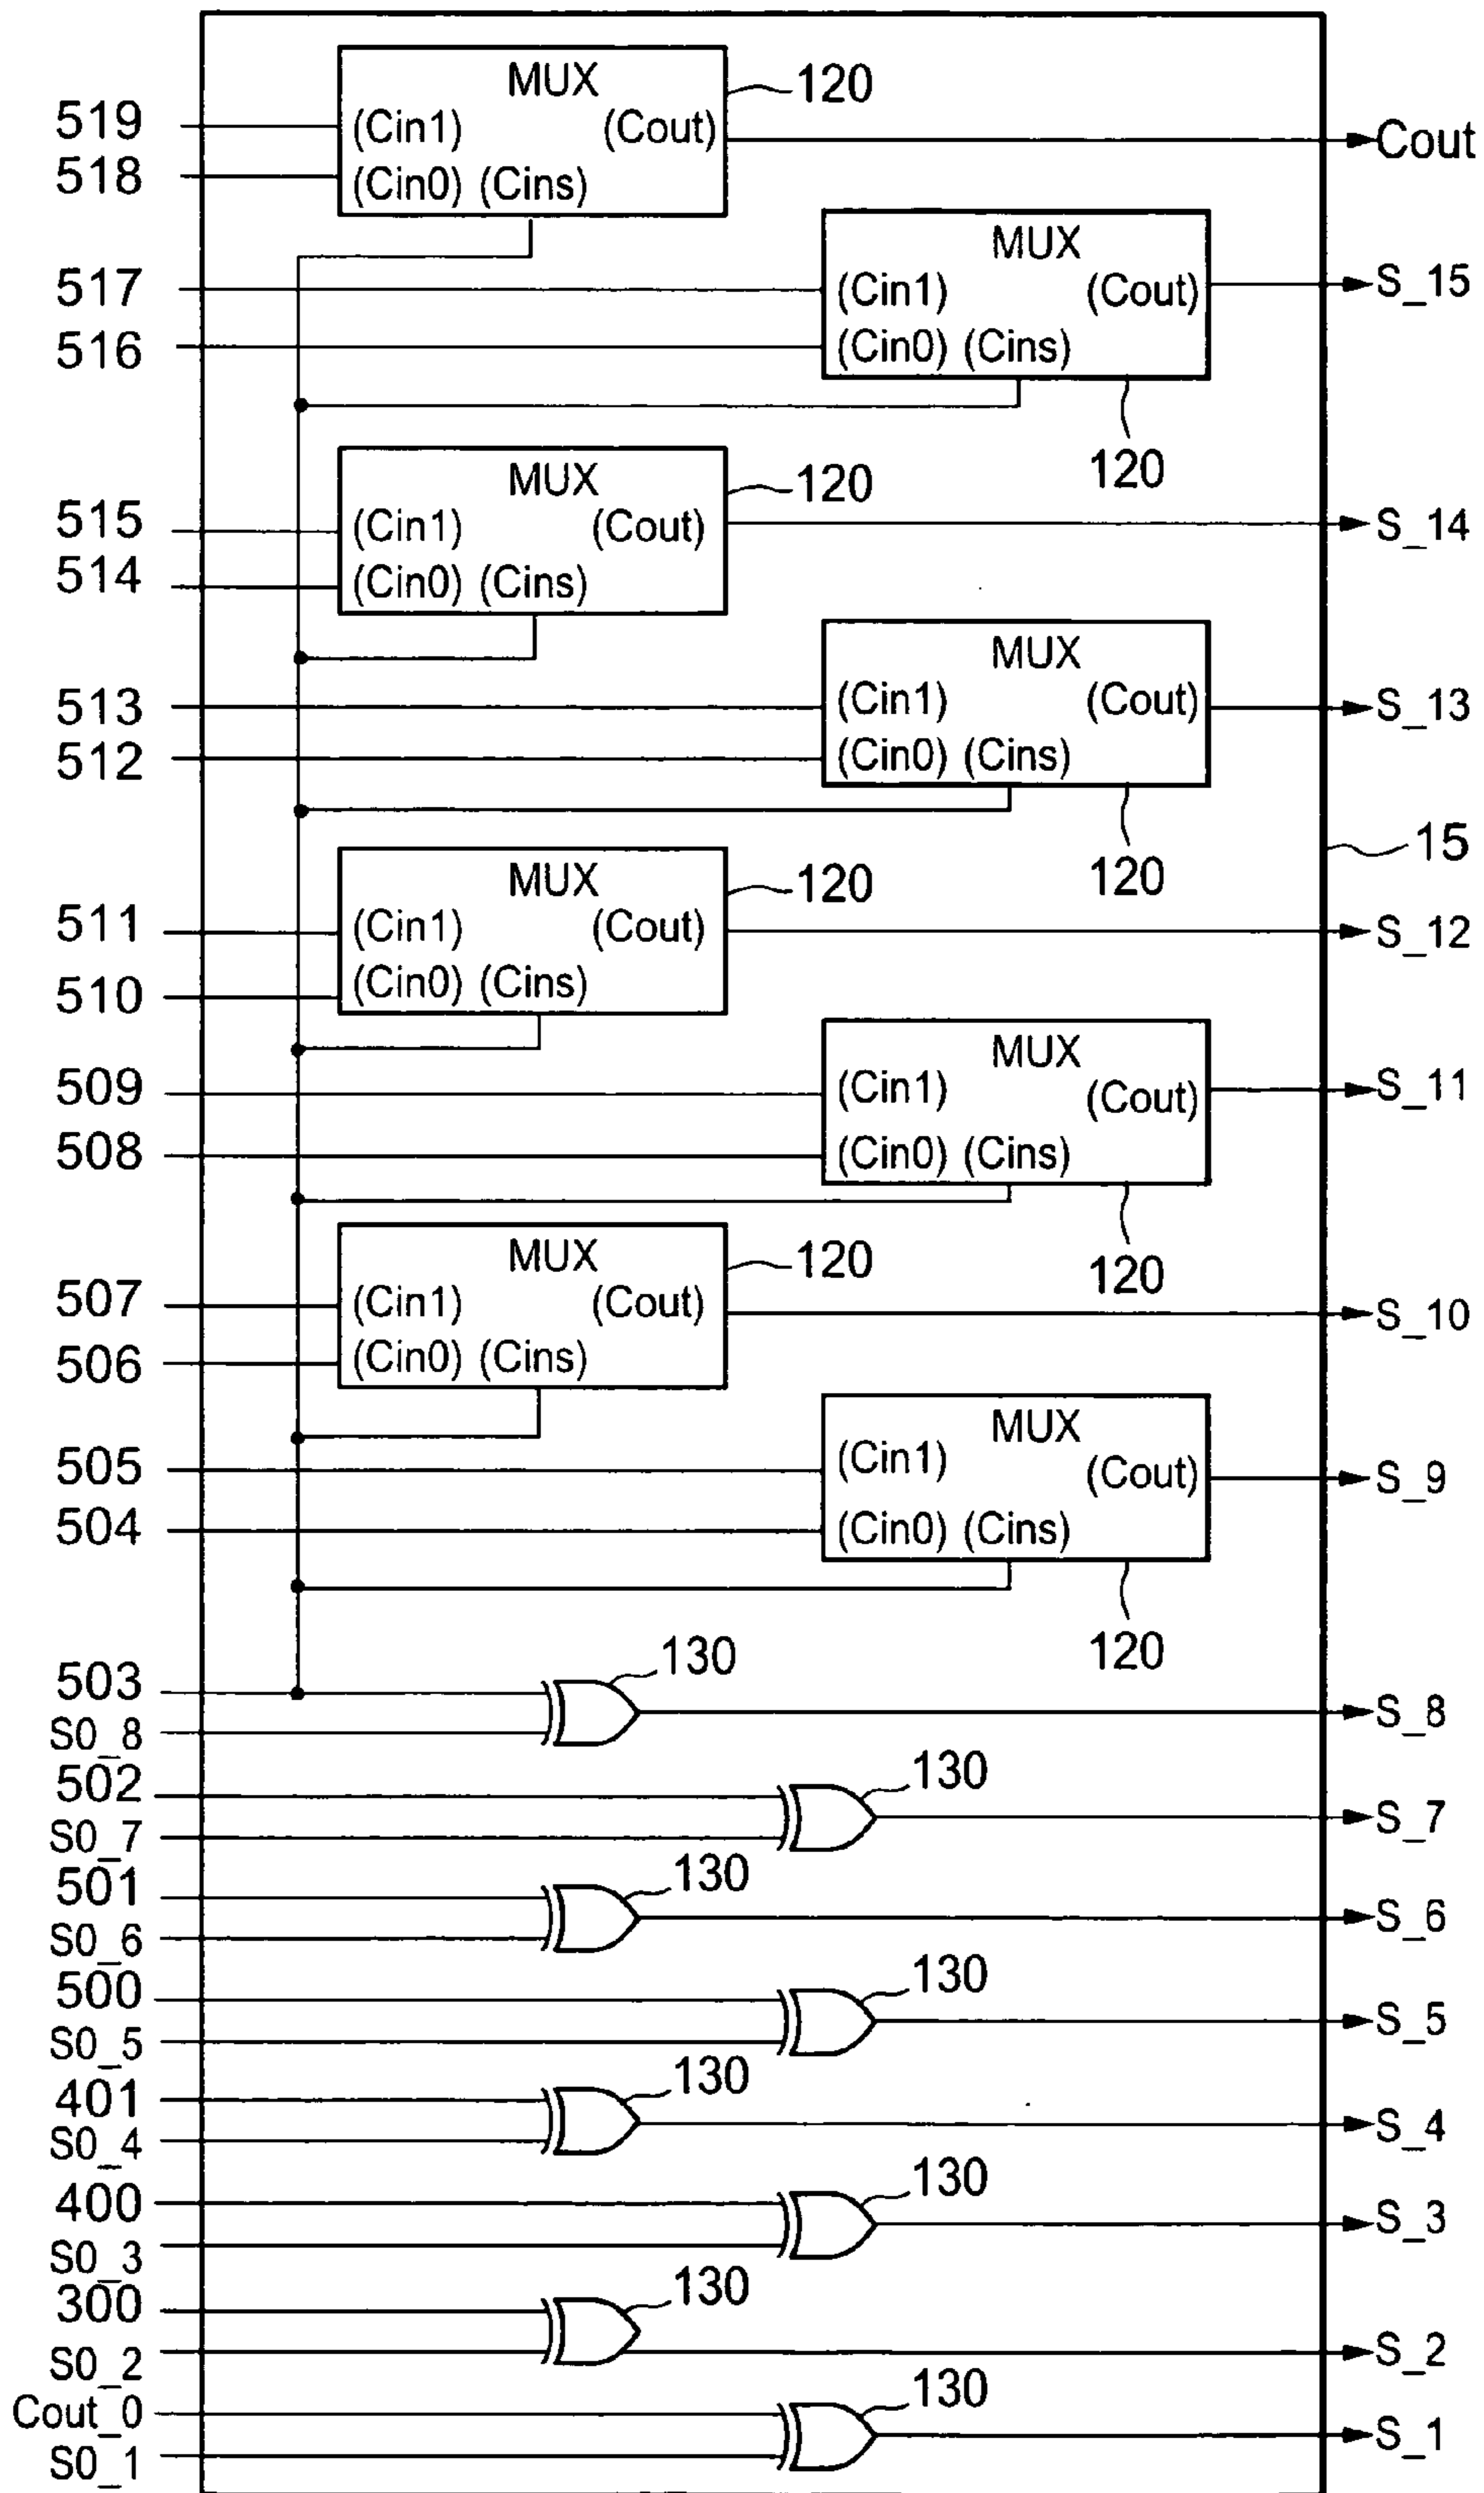 MUX
120
519
(Cin1)
(Cout)
Cout
518
(Cin0)
(Cins)
MUX
517
(Cin1)
(Cout)
S_15
516
(Cin0)
(Cins)
120
MUX
120
515
(Cin1)
(Cout)
S_14
514
(Cin0)
(Cins)
MUX
513
(Cin1)
(Cout)
S_13
512
(Cin0)
(Cins)
15
120
MUX
120
511
(Cin1)
(Cout)
S_12
510
(Cin0)
(Cins)
MUX
509
(Cin1)
(Cout)
S_11
508
(Cin0)
(Cins)
120
MUX
120
507
(Cin1)
(Cout)
S_10
506
(Cin0)
(Cins)
MUX
505
(Cin1)
(Cout)
S_9
504
(Cin0)
(Cins)
120
130
503
S_8
S0_8
130
502
S_7
S0_7
130
501
S_6
S0_6
130
500
S_5
S0_5
130
401
S_4
S0_4
130
400
S_3
S0_3
130
300
S_2
S0_2
130
Cout_0
S_1
S0_1